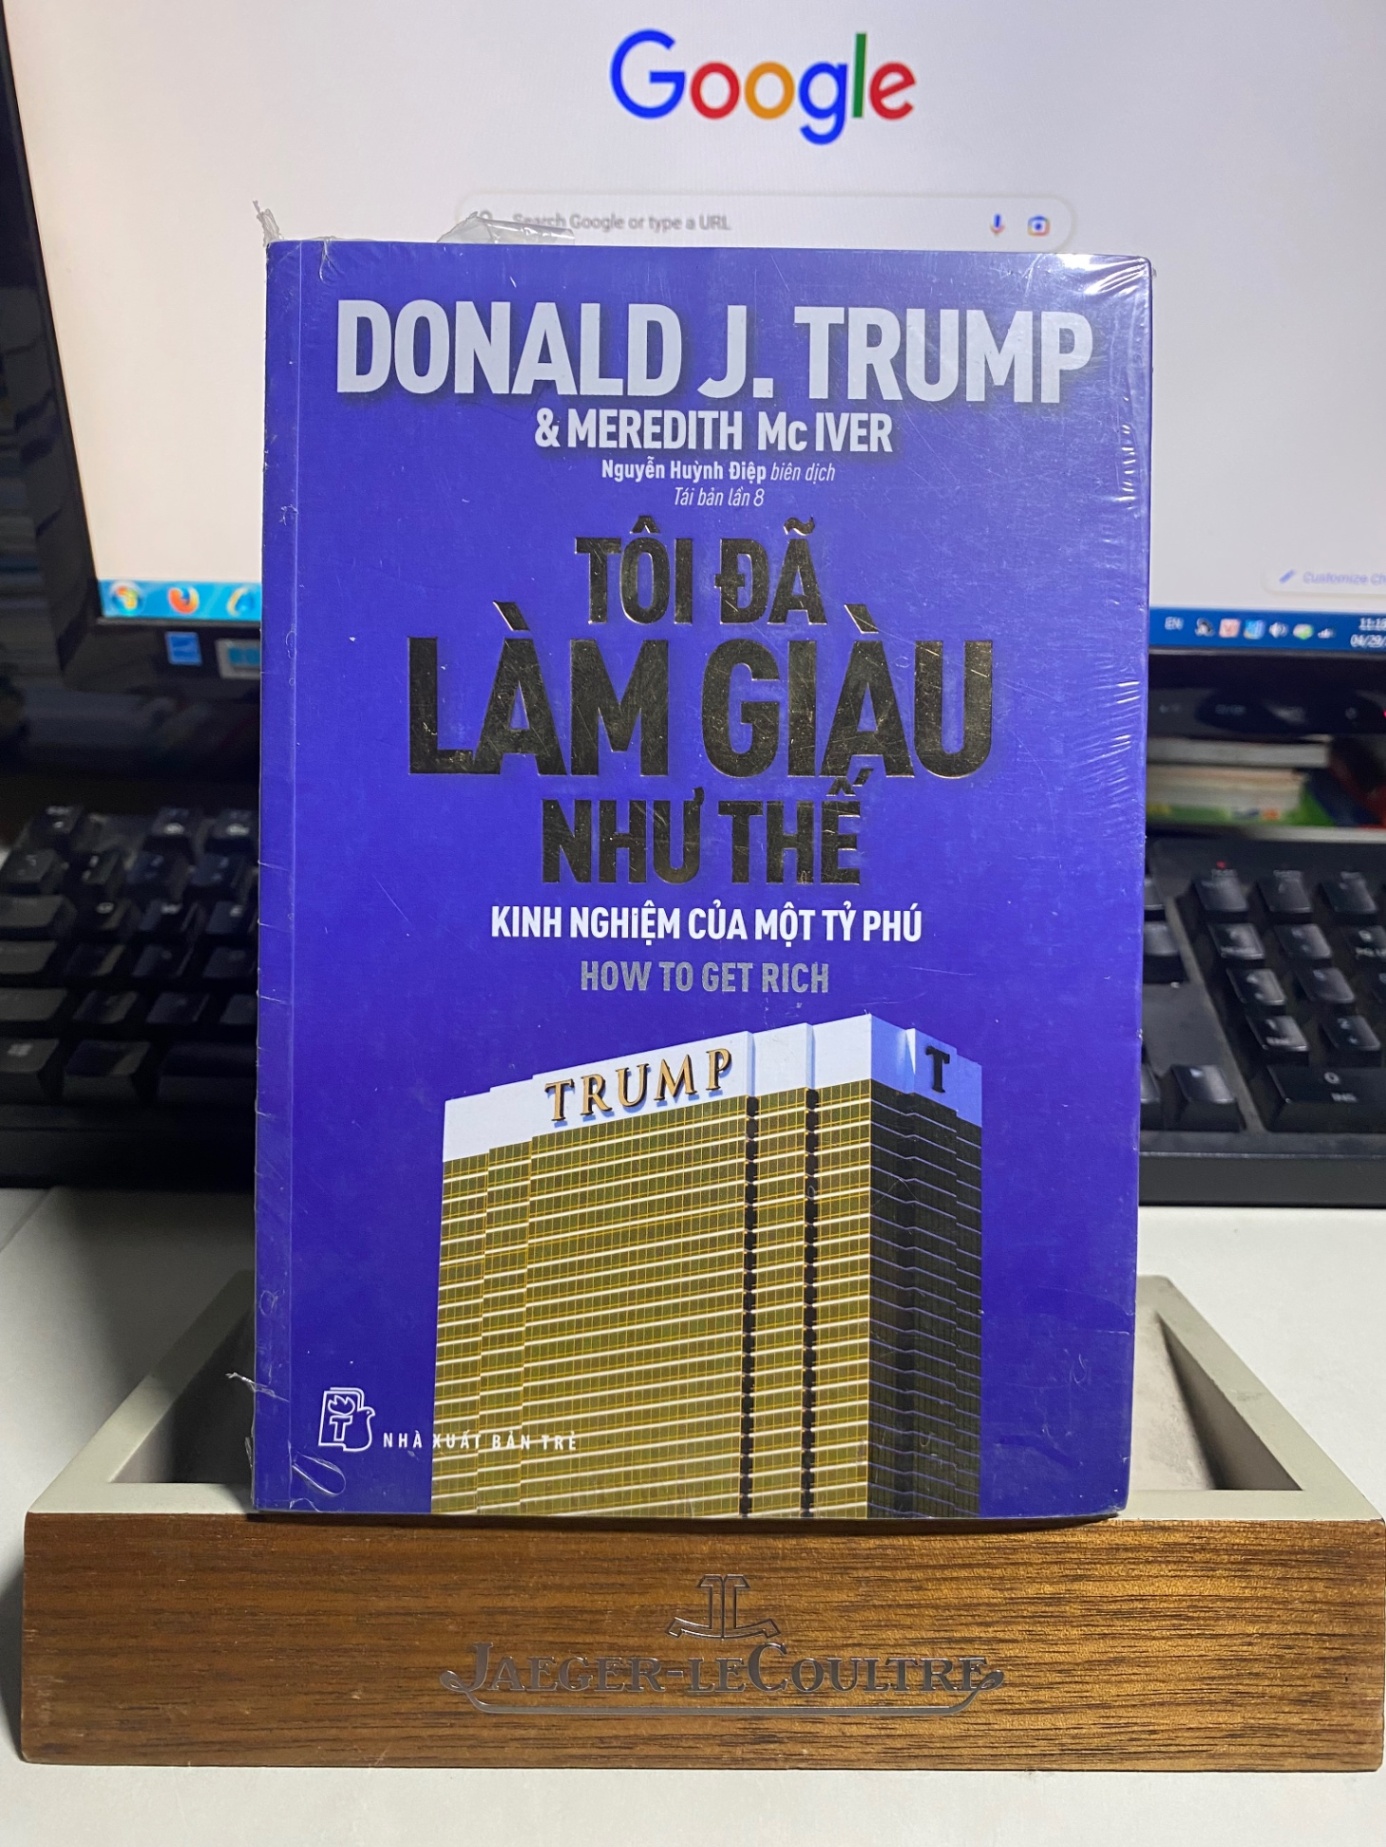 Google
Search Google or type a URL
DONALD J. TRUMP
& MEREDITH Mc IVER
Nguyễn Huỳnh Điệp biên dịch
Tái bản lần 8
TÔI ĐÃ
LÀM GIÀU
NHƯ THẾ
KINH NGHIỆM CỦA MỘT TỶ PHÚ
HOW TO GET RICH
TRUMP
T
NHÀ XUẤT BẢN TRẺ
EN
JAEGER-LECOULTRE